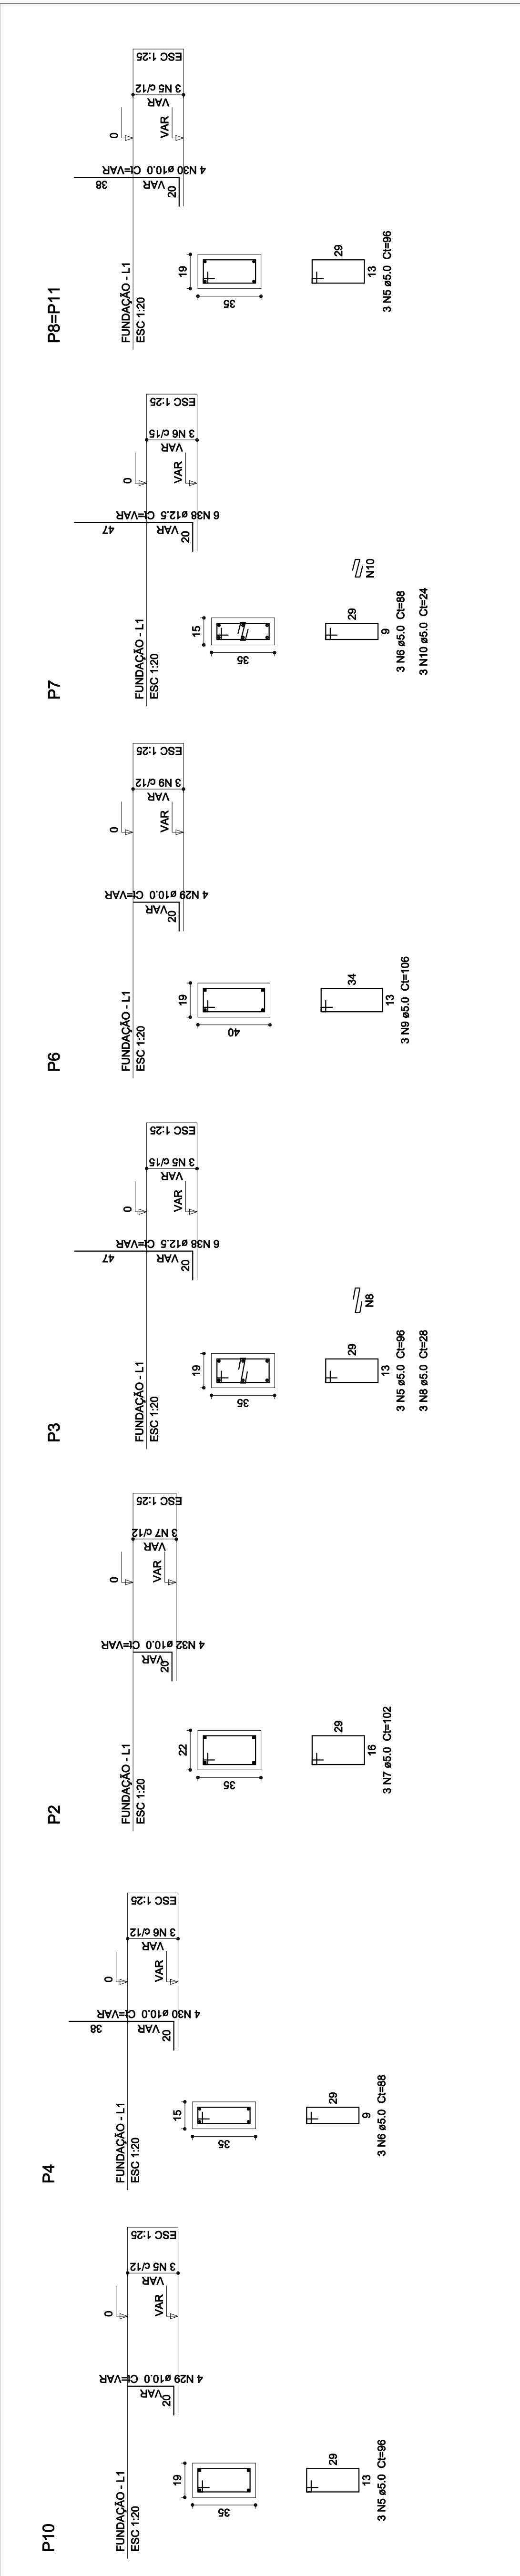 P8=P11
FUNDAÇÃO - L1
ESC 1:20
ESC 1:25
3 N5 c/12
VAR
0
VAR
4 N30 ø10.0 Ct=VAR
38
VAR
20
19
35
29
13
3 N5 ø5.0 Ct=96
P7
FUNDAÇÃO - L1
ESC 1:20
ESC 1:25
3 N6 c/15
VAR
0
VAR
6 N38 ø12.5 Ct=VAR
47
VAR
20
15
35
N10
29
9
3 N6 ø5.0 Ct=88
3 N10 ø5.0 Ct=24
P6
FUNDAÇÃO - L1
ESC 1:20
ESC 1:25
3 N9 c/12
VAR
0
VAR
4 N29 ø10.0 Ct=VAR
VAR
20
19
40
34
13
3 N9 ø5.0 Ct=106
P3
FUNDAÇÃO - L1
ESC 1:20
ESC 1:25
3 N5 c/15
VAR
0
VAR
6 N38 ø12.5 Ct=VAR
47
VAR
20
19
35
N8
29
13
3 N5 ø5.0 Ct=96
3 N8 ø5.0 Ct=28
P2
FUNDAÇÃO - L1
ESC 1:20
ESC 1:25
3 N7 c/12
VAR
0
VAR
4 N32 ø10.0 Ct=VAR
VAR
20
22
35
29
16
3 N7 ø5.0 Ct=102
P4
FUNDAÇÃO - L1
ESC 1:20
ESC 1:25
3 N6 c/12
VAR
0
VAR
4 N30 ø10.0 Ct=VAR
38
VAR
20
15
35
29
9
3 N6 ø5.0 Ct=88
P10
FUNDAÇÃO - L1
ESC 1:20
ESC 1:25
3 N5 c/12
VAR
0
VAR
4 N29 ø10.0 Ct=VAR
VAR
20
19
35
29
13
3 N5 ø5.0 Ct=96